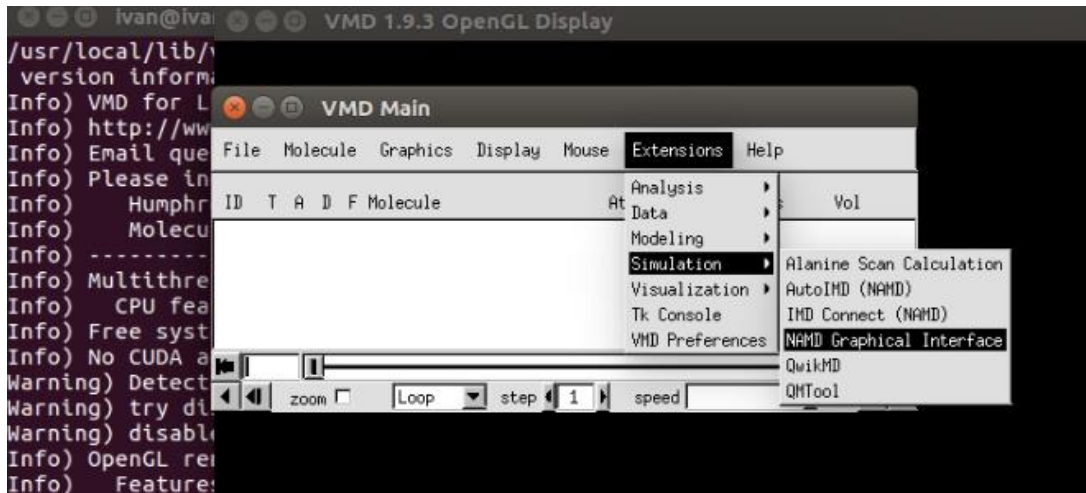 ivan@iva
VMD 1.9.3 OpenGL Display
/usr/local/lib/
version informa
Info) VMD for L
Info) http://ww
Info) Email que
Info) Please in
Info) Humphr
Info) Molecu
Info) ---------
Info) Multithre
Info) CPU fea
Info) Free syst
Info) No CUDA a
Warning) Detect
Warning) try di
Warning) disabl
Info) OpenGL re
Info) Features
VMD Main
File Molecule Graphics Display Mouse Extensions Help
ID T A D F Molecule At Vol
Analysis
Data
Modeling
Simulation
Visualization
Tk Console
VMD Preferences
Alanine Scan Calculation
AutoIMD (NAMD)
IMD Connect (NAMD)
NAMD Graphical Interface
QwikMD
QMTool
zoom Loop step 1 speed